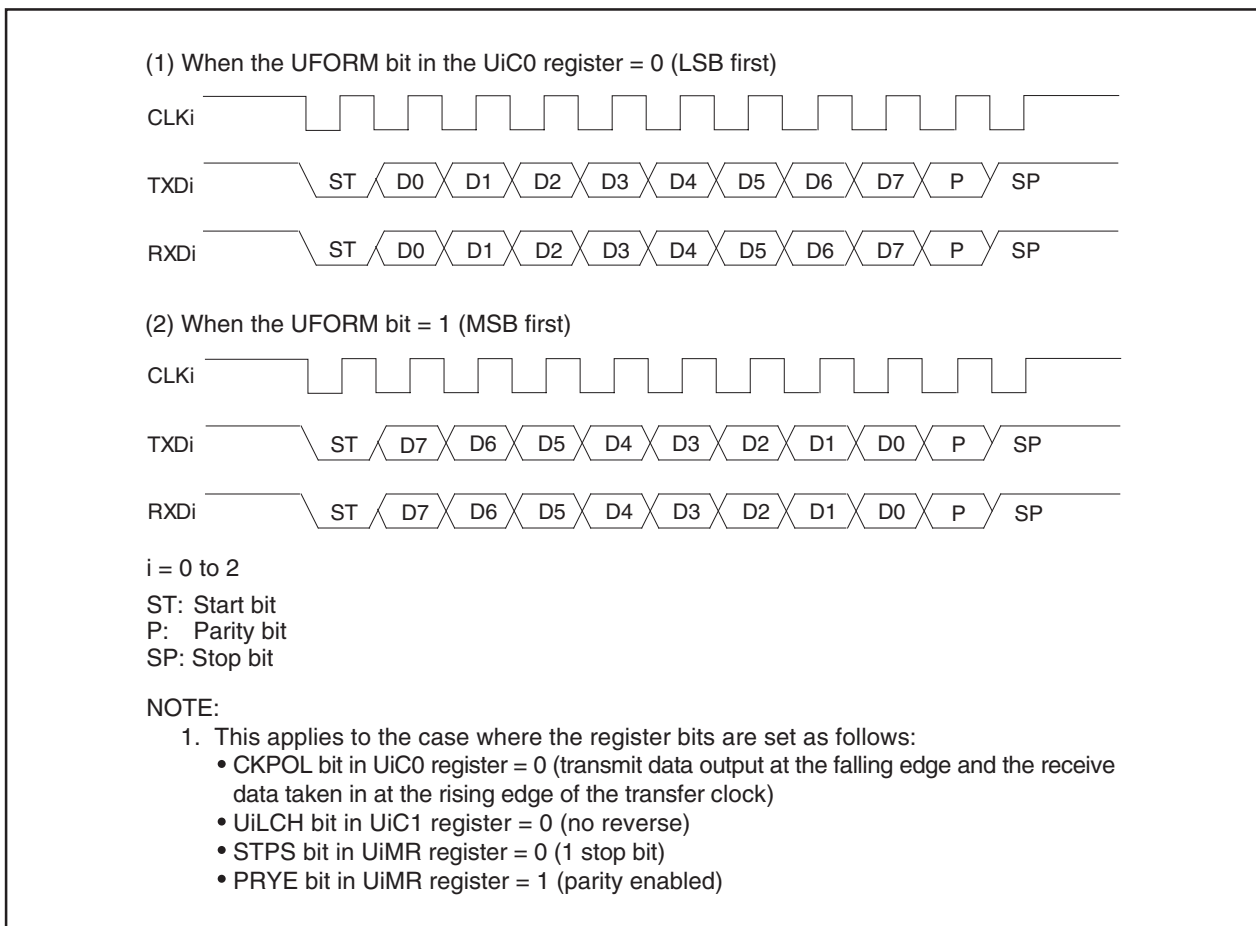 (1) When the UFORM bit in the UiC0 register = 0 (LSB first)
CLKi
TXDi ST D0 D1 D2 D3 D4 D5 D6 D7 P SP
RXDi ST D0 D1 D2 D3 D4 D5 D6 D7 P SP
(2) When the UFORM bit = 1 (MSB first)
CLKi
TXDi ST D7 D6 D5 D4 D3 D2 D1 D0 P SP
RXDi ST D7 D6 D5 D4 D3 D2 D1 D0 P SP
i = 0 to 2
ST: Start bit
P: Parity bit
SP: Stop bit
NOTE:
1. This applies to the case where the register bits are set as follows:
• CKPOL bit in UiC0 register = 0 (transmit data output at the falling edge and the receive
data taken in at the rising edge of the transfer clock)
• UiLCH bit in UiC1 register = 0 (no reverse)
• STPS bit in UiMR register = 0 (1 stop bit)
• PRYE bit in UiMR register = 1 (parity enabled)